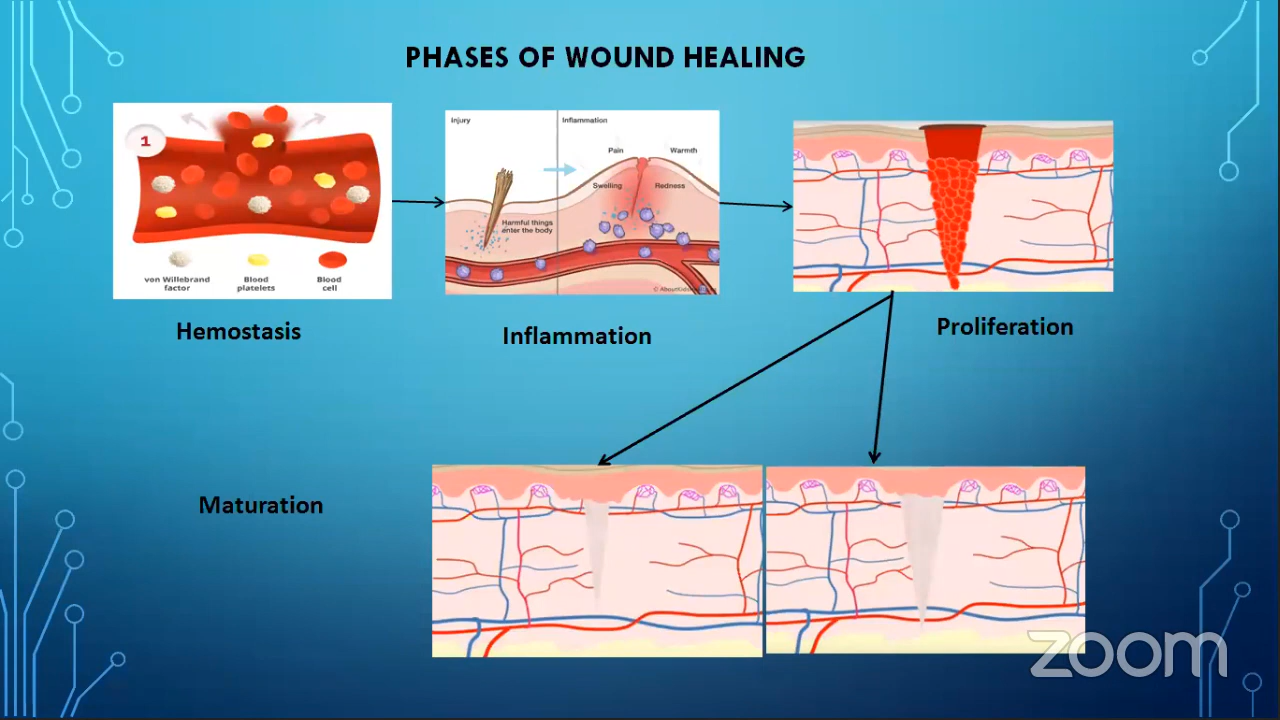 PHASES OF WOUND HEALING
1
von Willebrand
factor
Blood
platelets
Blood
cell
Hemostasis
Injury
Inflammation
Pain
Warmth
Swelling
Redness
Harmful things
enter the body
Inflammation
Proliferation
Maturation
zoom